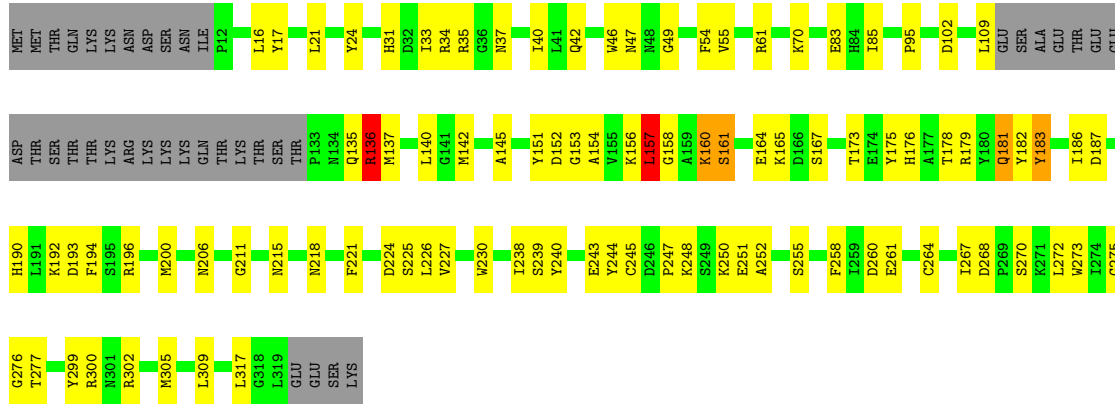 MET MET THR GLN LYS LYS ASN ASP SER ASN ILE P12 L16 Y17 L21 Y24 H31 D32 I33 R34 R35 G36 N37 I40 L41 Q42 W46 N47 N48 G49 F54 V55 R61 K70 E83 H84 I85 P95 D102 L109 GLU SER ALA GLU THR GLU GLU
ASP THR SER THR THR LYS ARG LYS LYS LYS GLN THR LYS THR SER THR P133 N134 Q135 R136 M137 L140 G141 M142 A145 Y151 D152 G153 A154 V155 K156 L157 G158 A159 K160 S161 E164 K165 D166 S167 T173 E174 Y175 H176 A177 T178 R179 Y180 Q181 Y182 Y183 I186 D187
H190 L191 K192 D193 F194 S195 R196 M200 N206 G211 N215 N218 F221 D224 S225 L226 V227 W230 I238 S239 Y240 E243 Y244 C245 D246 P247 K248 S249 K250 E251 A252 S255 F258 I259 D260 E261 C264 I267 D268 P269 S270 K271 L272 W273 I274 G275
G276 T277 Y299 R300 N301 R302 M305 L309 L317 G318 L319 GLU GLU SER LYS